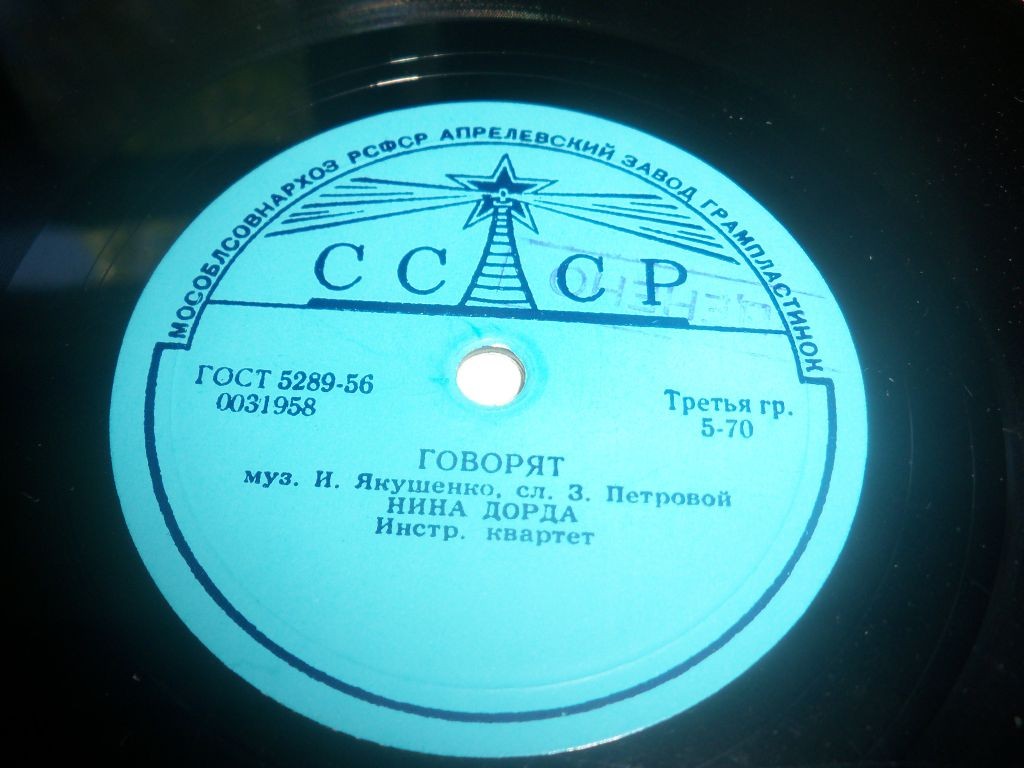 МОСОБЛСОВНАРХОЗ РСФСР АПРЕЛЕВСКИЙ ЗАВОД ГРАМПЛАСТИНОК
СССР
ГОСТ 5289-56
0031958
Третья гр.
5-70
ГОВОРЯТ
муз. И. Якушенко, сл. З. Петровой
НИНА ДОРДА
Инстр. квартет